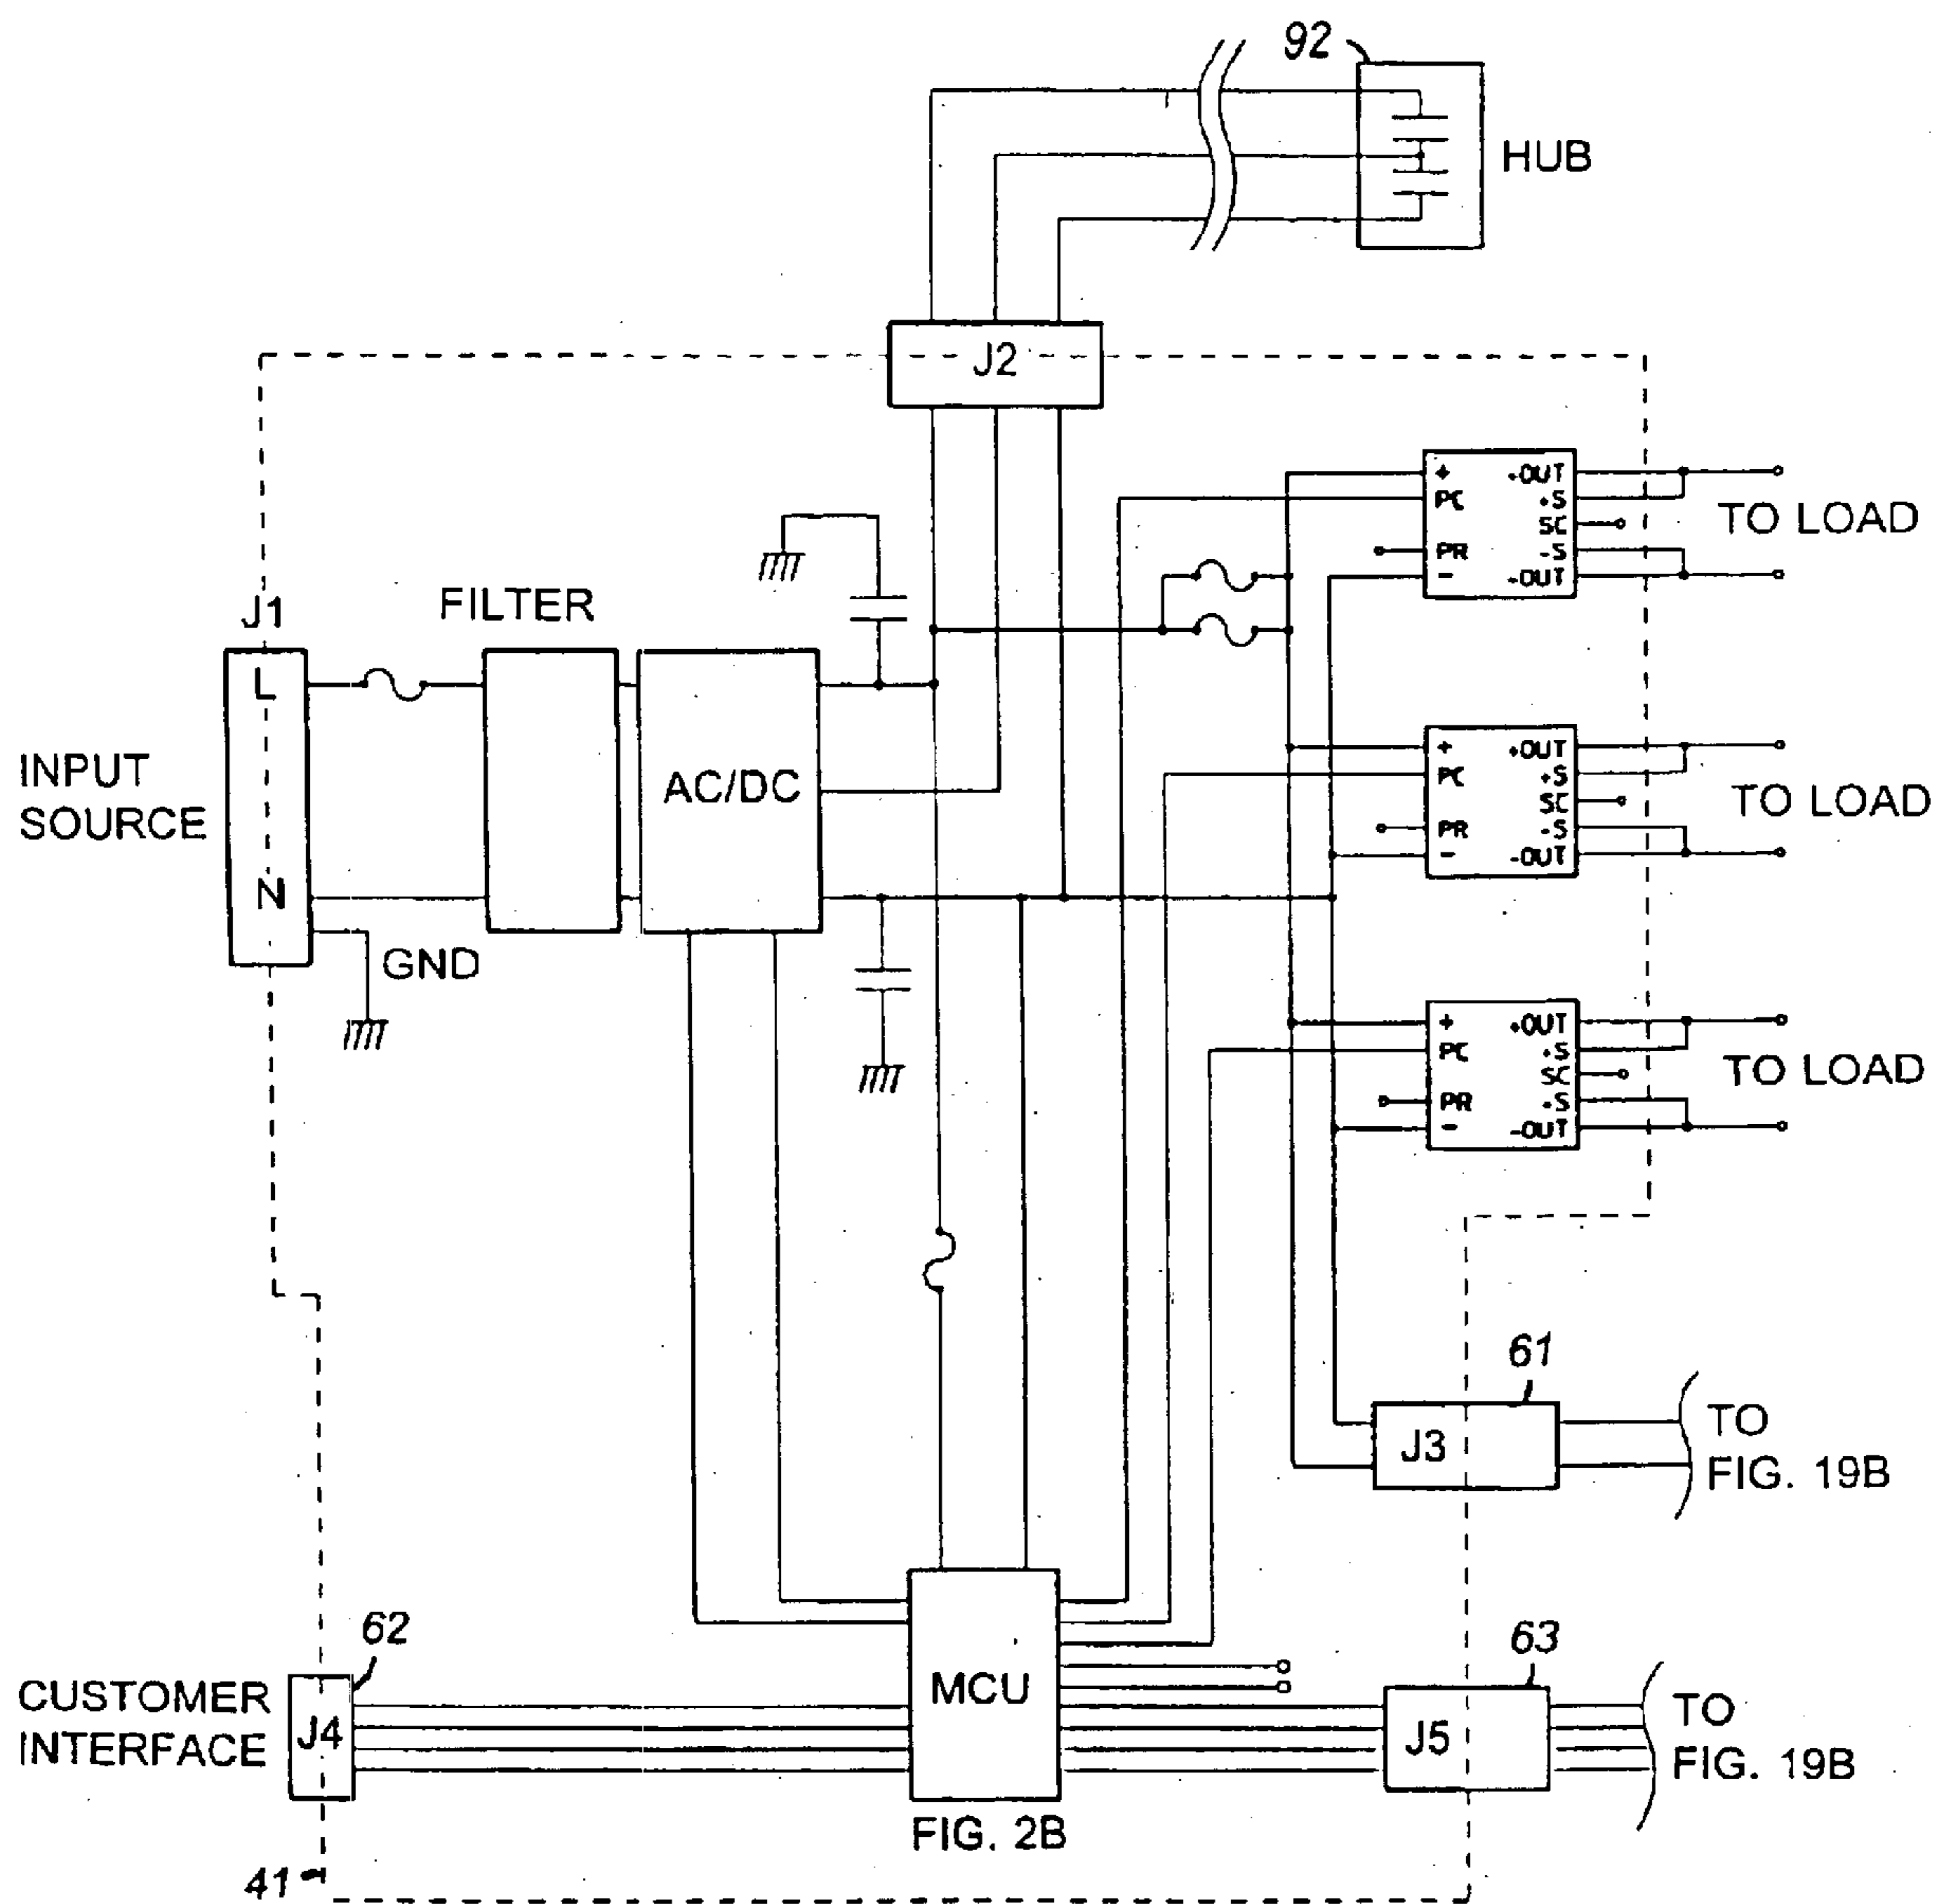 92
HUB
J2
+ +OUT
PC +S
SC
PR -S
- -OUT
TO LOAD
J1
FILTER
L
N
INPUT
SOURCE
AC/DC
GND
+ +OUT
PC +S
SC
PR -S
- -OUT
TO LOAD
+ +OUT
PC +S
SC
PR -S
- -OUT
TO LOAD
61
J3
TO
FIG. 19B
62
CUSTOMER
INTERFACE
J4
MCU
FIG. 2B
63
J5
TO
FIG. 19B
41